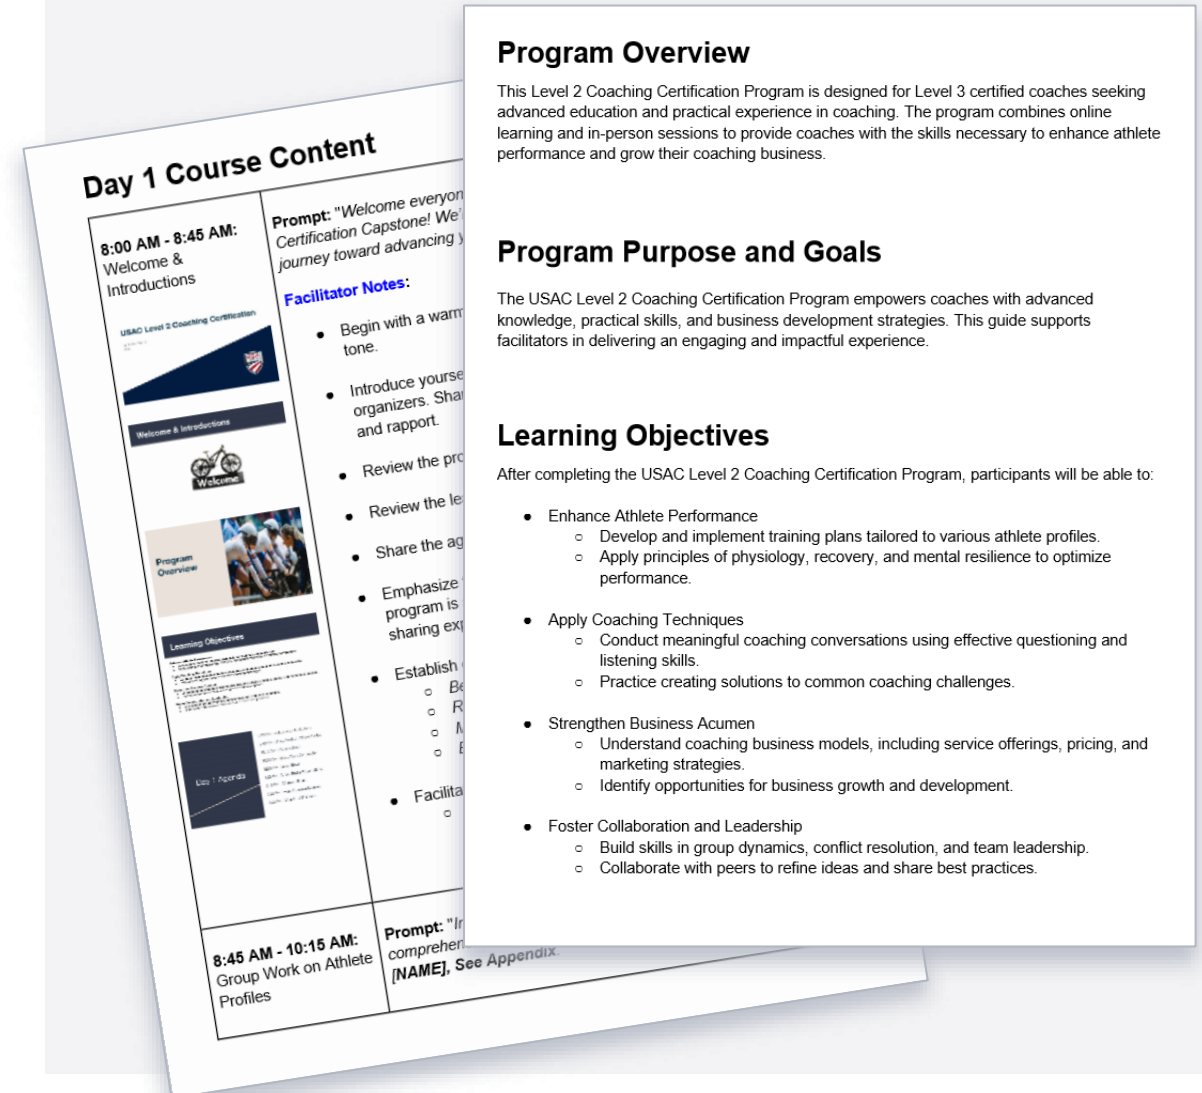 Program Overview
This Level 2 Coaching Certification Program is designed for Level 3 certified coaches seeking
advanced education and practical experience in coaching. The program combines online
learning and in-person sessions to provide coaches with the skills necessary to enhance athlete
performance and grow their coaching business.
Program Purpose and Goals
The USAC Level 2 Coaching Certification Program empowers coaches with advanced
knowledge, practical skills, and business development strategies. This guide supports
facilitators in delivering an engaging and impactful experience.
Learning Objectives
After completing the USAC Level 2 Coaching Certification Program, participants will be able to:
● Enhance Athlete Performance
○ Develop and implement training plans tailored to various athlete profiles.
○ Apply principles of physiology, recovery, and mental resilience to optimize
performance.
● Apply Coaching Techniques
○ Conduct meaningful coaching conversations using effective questioning and
listening skills.
○ Practice creating solutions to common coaching challenges.
● Strengthen Business Acumen
○ Understand coaching business models, including service offerings, pricing, and
marketing strategies.
○ Identify opportunities for business growth and development.
● Foster Collaboration and Leadership
○ Build skills in group dynamics, conflict resolution, and team leadership.
○ Collaborate with peers to refine ideas and share best practices.
Day 1 Course Content
8:00 AM - 8:45 AM:
Welcome &
Introductions
USAC Level 2 Coaching Certification
Welcome & Introductions
Welcome
Program
Overview
Learning Objectives
Day 1 Agenda
Prompt: "Welcome everyon
Certification Capstone! We'
journey toward advancing y
Facilitator Notes:
● Begin with a warm
tone.
● Introduce yourse
organizers. Shar
and rapport.
● Review the pro
● Review the le
● Share the ag
● Emphasize
program is
sharing exp
● Establish
○ Be
○ R
○ M
○ E
● Facilita
○
8:45 AM - 10:15 AM:
Group Work on Athlete
Profiles
Prompt: "In
comprehen
[NAME], See Appendix.